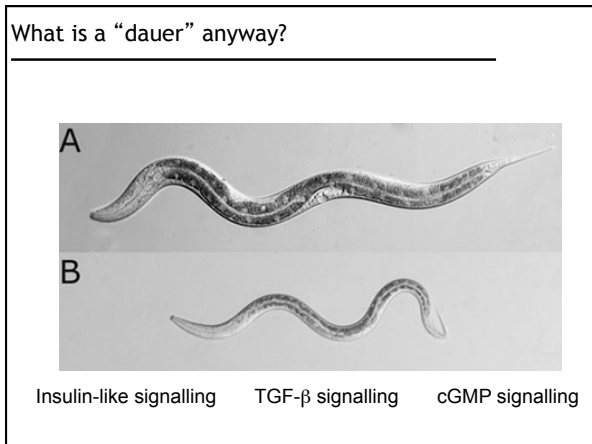 What is a “dauer” anyway?
A
B
Insulin-like signalling TGF-β signalling cGMP signalling